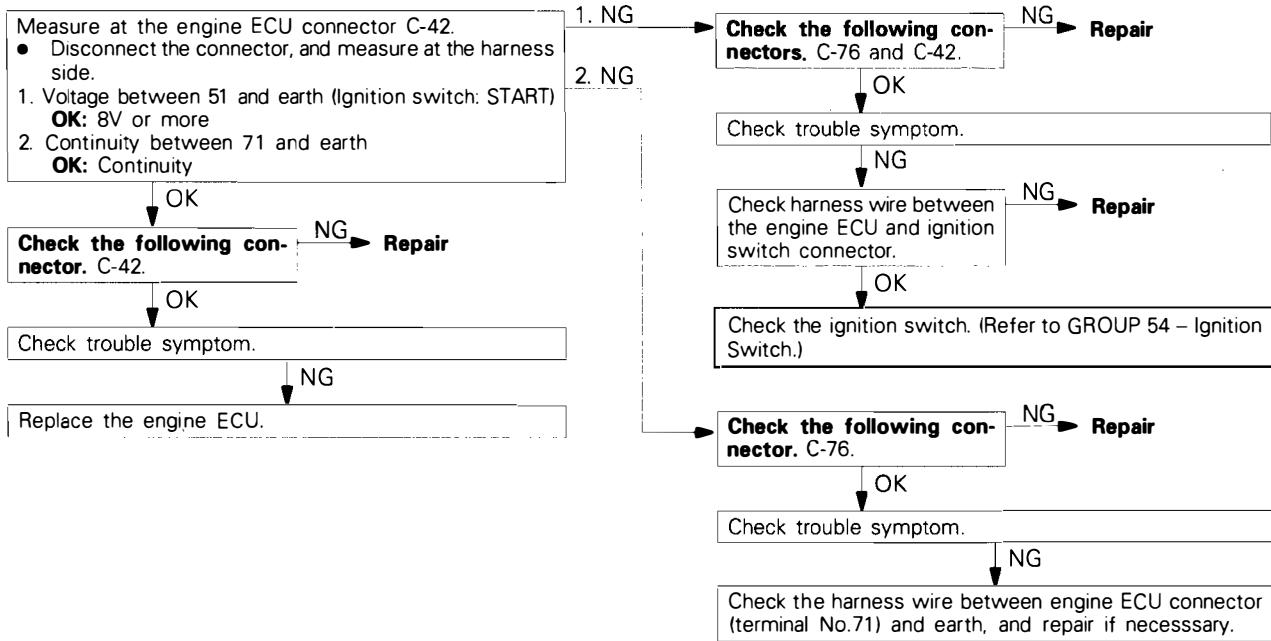 Measure at the engine ECU connector C-42.
● Disconnect the connector, and measure at the harness
side.
1. Voltage between 51 and earth (Ignition switch: START)
OK: 8V or more
2. Continuity between 71 and earth
OK: Continuity
OK
Check the following con-
nector. C-42.
NG
Repair
OK
Check trouble symptom.
NG
Replace the engine ECU.
1. NG
Check the following con-
nectors. C-76 and C-42.
NG
Repair
OK
Check trouble symptom.
NG
Check harness wire between
the engine ECU and ignition
switch connector.
NG
Repair
OK
Check the ignition switch. (Refer to GROUP 54 – Ignition
Switch.)
2. NG
Check the following con-
nector. C-76.
NG
Repair
OK
Check trouble symptom.
NG
Check the harness wire between engine ECU connector
(terminal No.71) and earth, and repair if necesssary.